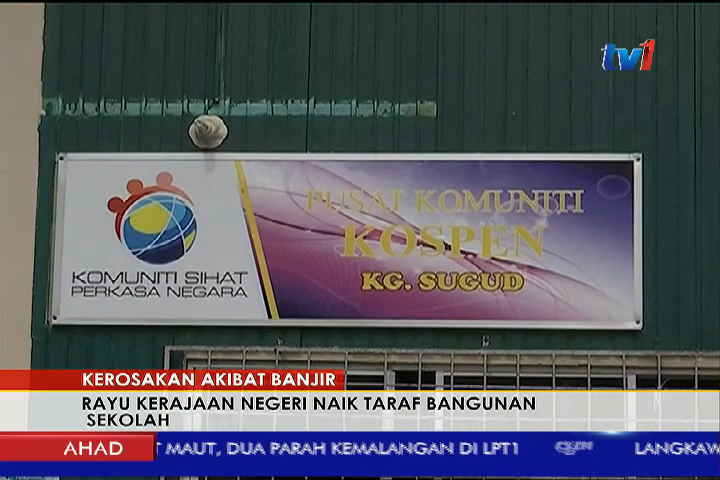 tv1
PUSAT KOMUNITI
KOSPEN
KG. SUGUD
KOMUNITI SIHAT
PERKASA NEGARA
KEROSAKAN AKIBAT BANJIR
RAYU KERAJAAN NEGERI NAIK TARAF BANGUNAN
SEKOLAH
AHAD
MAUT, DUA PARAH KEMALANGAN DI LPT1